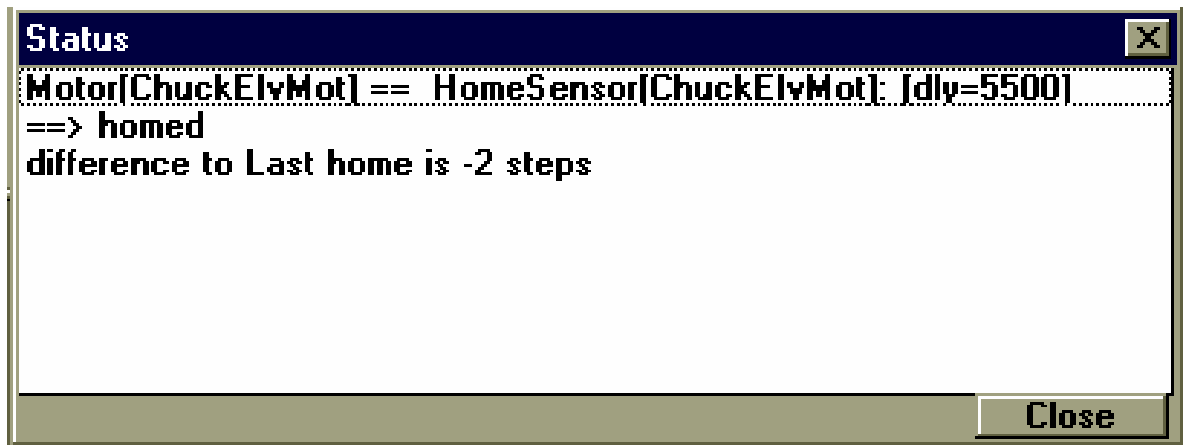 Status
Motor(ChuckElvMot) == HomeSensor(ChuckElvMot): (dly=5500)
==> homed
difference to Last home is -2 steps
Close